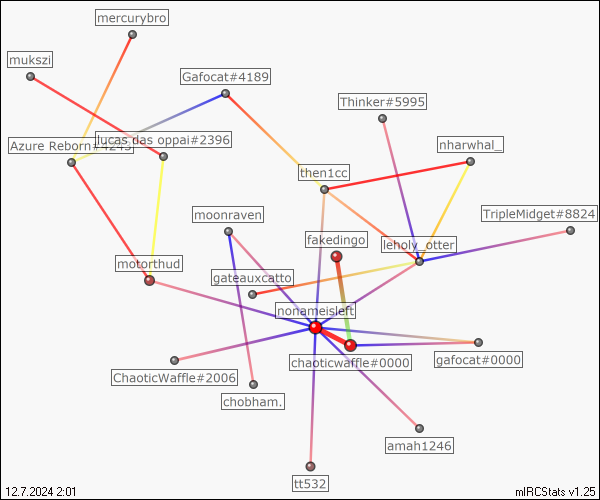 mercurybro
mukszi
Gafocat#4189
Thinker#5995
Azure Reborn#4245
lucas das oppai#2396
nharwhal_
then1cc
moonraven
TripleMidget#8824
fakedingo
leholy_otter
motorthud
gateauxcatto
nonameisleft
chaoticwaffle#0000
gafocat#0000
ChaoticWaffle#2006
chobham.
amah1246
tt532
12.7.2024 2:01
mIRCStats v1.25